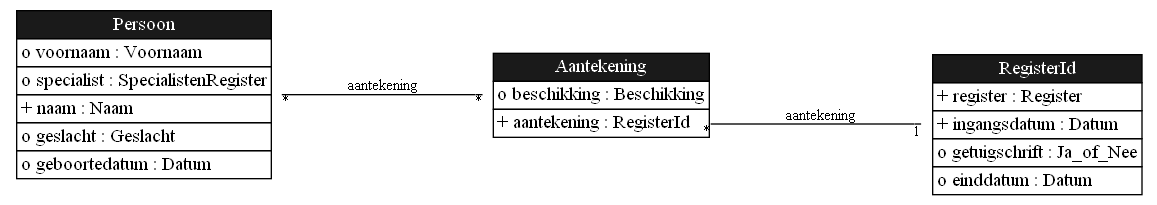 Persoon
o voornaam : Voornaam
o specialist : SpecialistenRegister
+ naam : Naam
o geslacht : Geslacht
o geboortedatum : Datum
aantekening
* *
Aantekening
o beschikking : Beschikking
+ aantekening : RegisterId
aantekening
* 1
RegisterId
+ register : Register
+ ingangsdatum : Datum
o getuigschrift : Ja_of_Nee
o einddatum : Datum